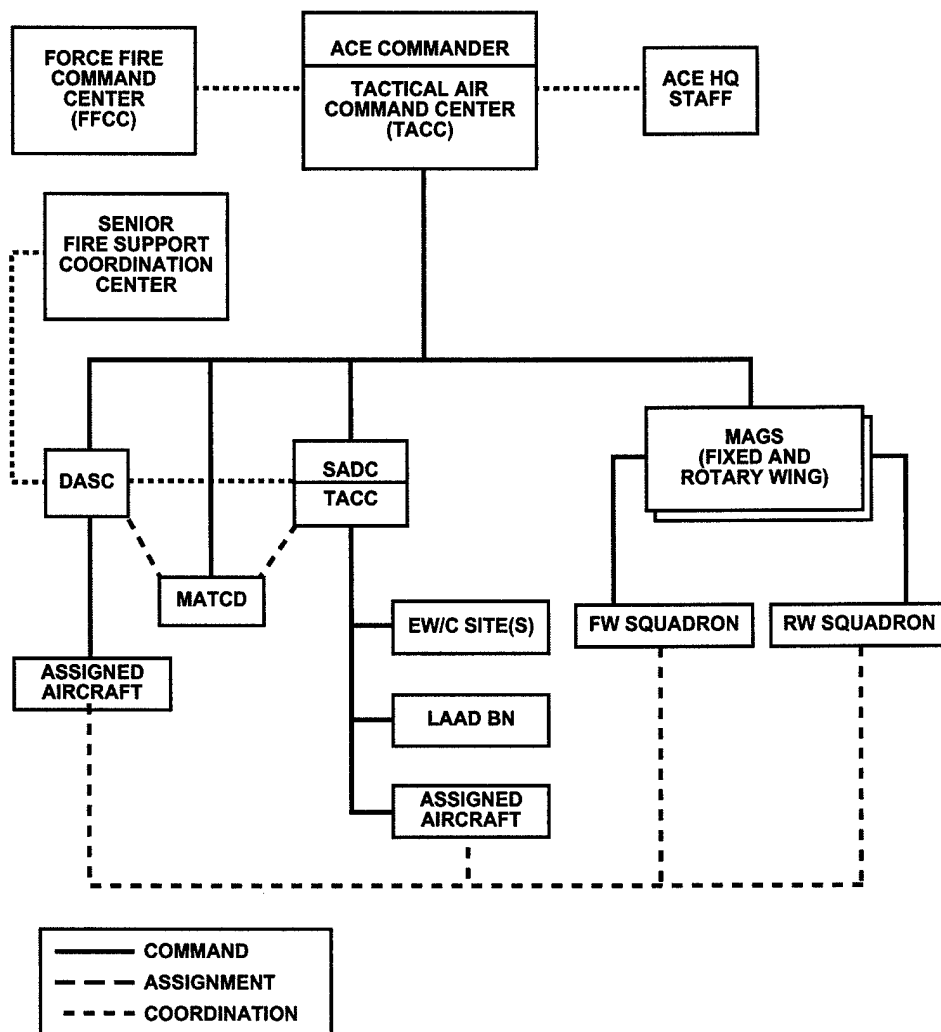 FORCE FIRE
COMMAND
CENTER
(FFCC)
ACE COMMANDER
TACTICAL AIR
COMMAND CENTER
(TACC)
ACE HQ
STAFF
SENIOR
FIRE SUPPORT
COORDINATION
CENTER
DASC
SADC
TACC
MAGS
(FIXED AND
ROTARY WING)
MATCD
EW/C SITE(S)
FW SQUADRON
RW SQUADRON
ASSIGNED
AIRCRAFT
LAAD BN
ASSIGNED
AIRCRAFT
COMMAND
ASSIGNMENT
COORDINATION